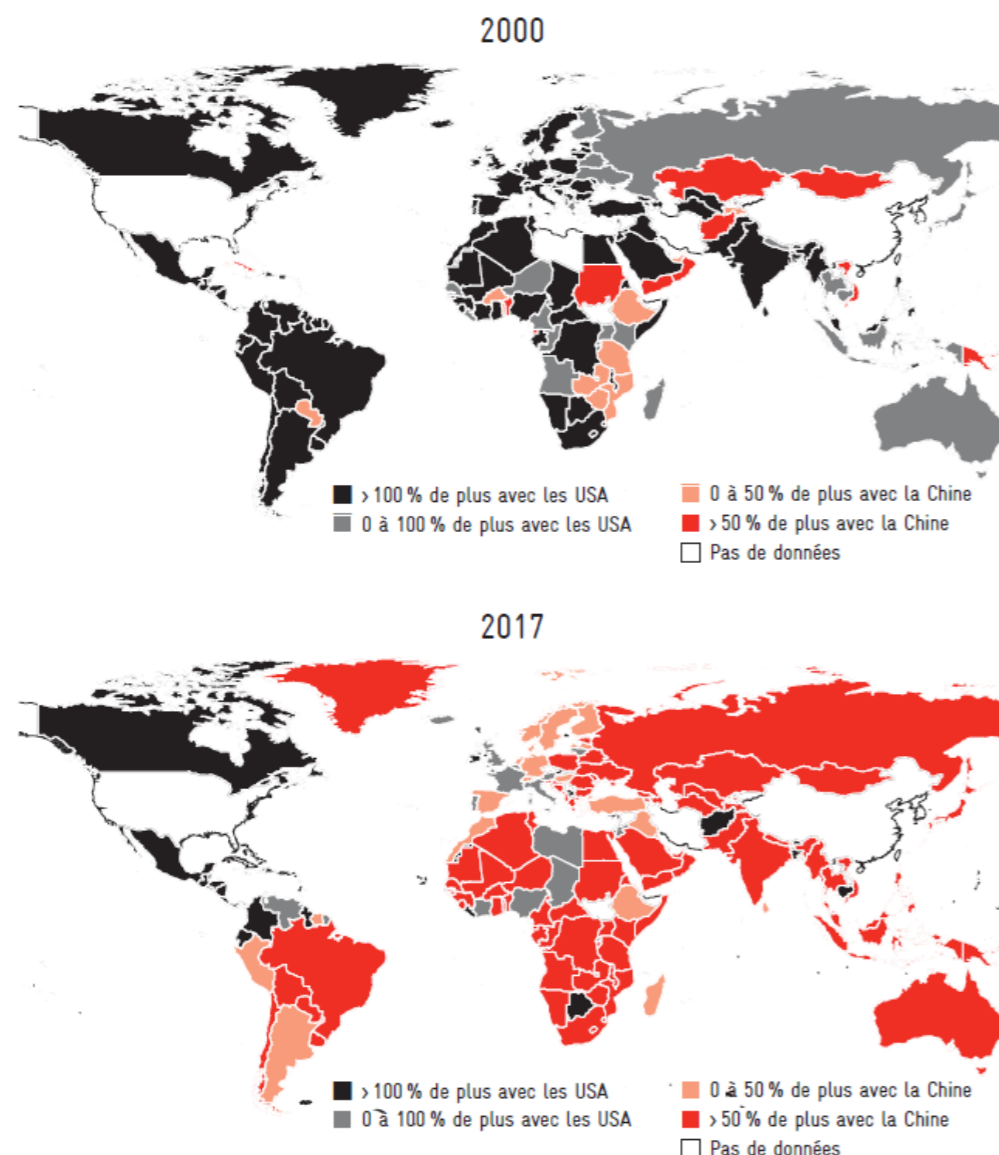 2000
> 100 % de plus avec les USA
0 à 100 % de plus avec les USA
0 à 50 % de plus avec la Chine
> 50 % de plus avec la Chine
Pas de données
2017
> 100 % de plus avec les USA
0 à 100 % de plus avec les USA
0 à 50 % de plus avec la Chine
> 50 % de plus avec la Chine
Pas de données